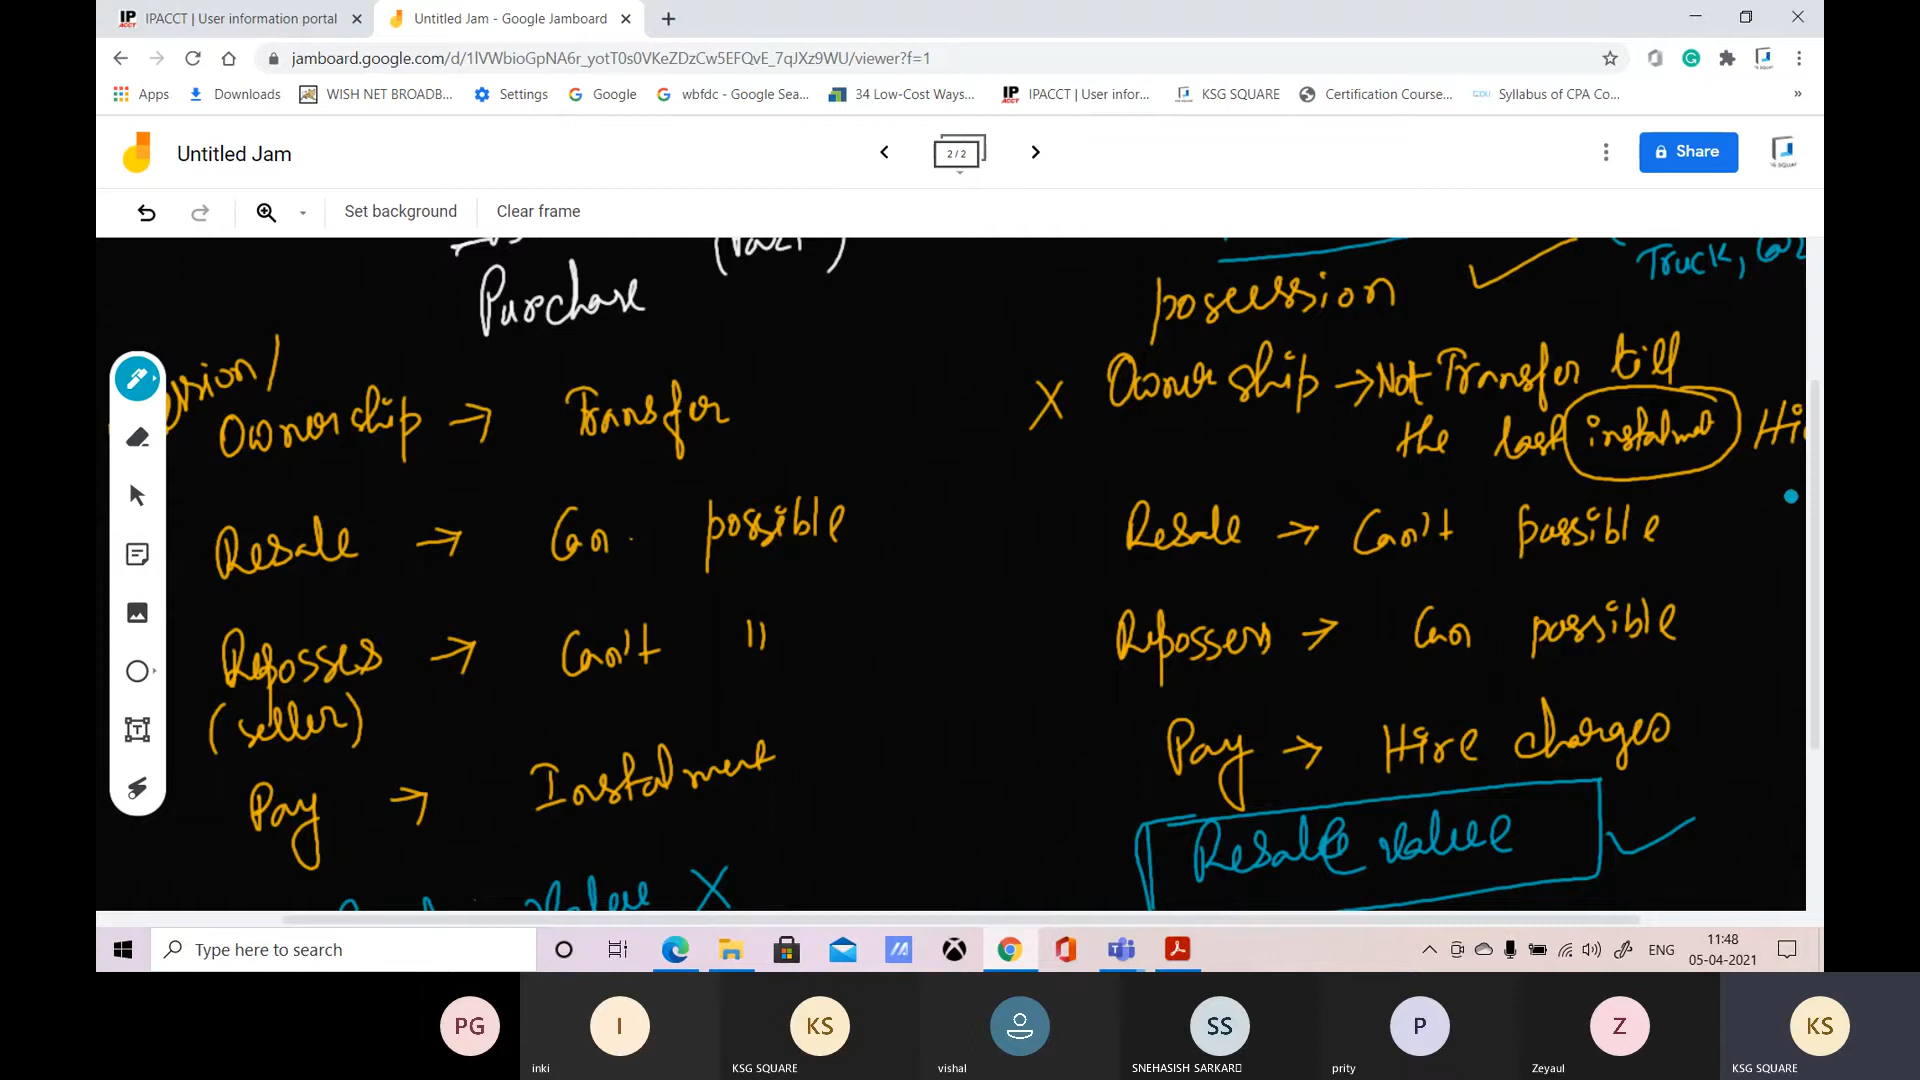 IPACCT | User information portal
Untitled Jam - Google Jamboard
jamboard.google.com/d/1lVWbioGpNA6r_yotT0s0VKeZDzCw5EFQvE_7qJXz9WU/viewer?f=1
Apps Downloads WISH NET BROADB... Settings Google wbfdc - Google Sea... 34 Low-Cost Ways... IPACCT | User infor... KSG SQUARE Certification Course... Syllabus of CPA Co... »
Untitled Jam
2 / 2
Share
Set background Clear frame
Purchase
Truck, Car
possession
Ownership → Transfer
X Ownership → Not Transfer till
the last instalment
Resale → Can possible
Resale → Can't possible
Reposses → Can't "
(seller)
Repossess → Can possible
Pay → Instalment
Pay → Hire charges
Resale value
value X
Type here to search
ENG
11:48
05-04-2021
PG
I
KS
SS
P
Z
KS
inki
KSG SQUARE
vishal
SNEHASISH SARKAR
prity
Zeyaul
KSG SQUARE